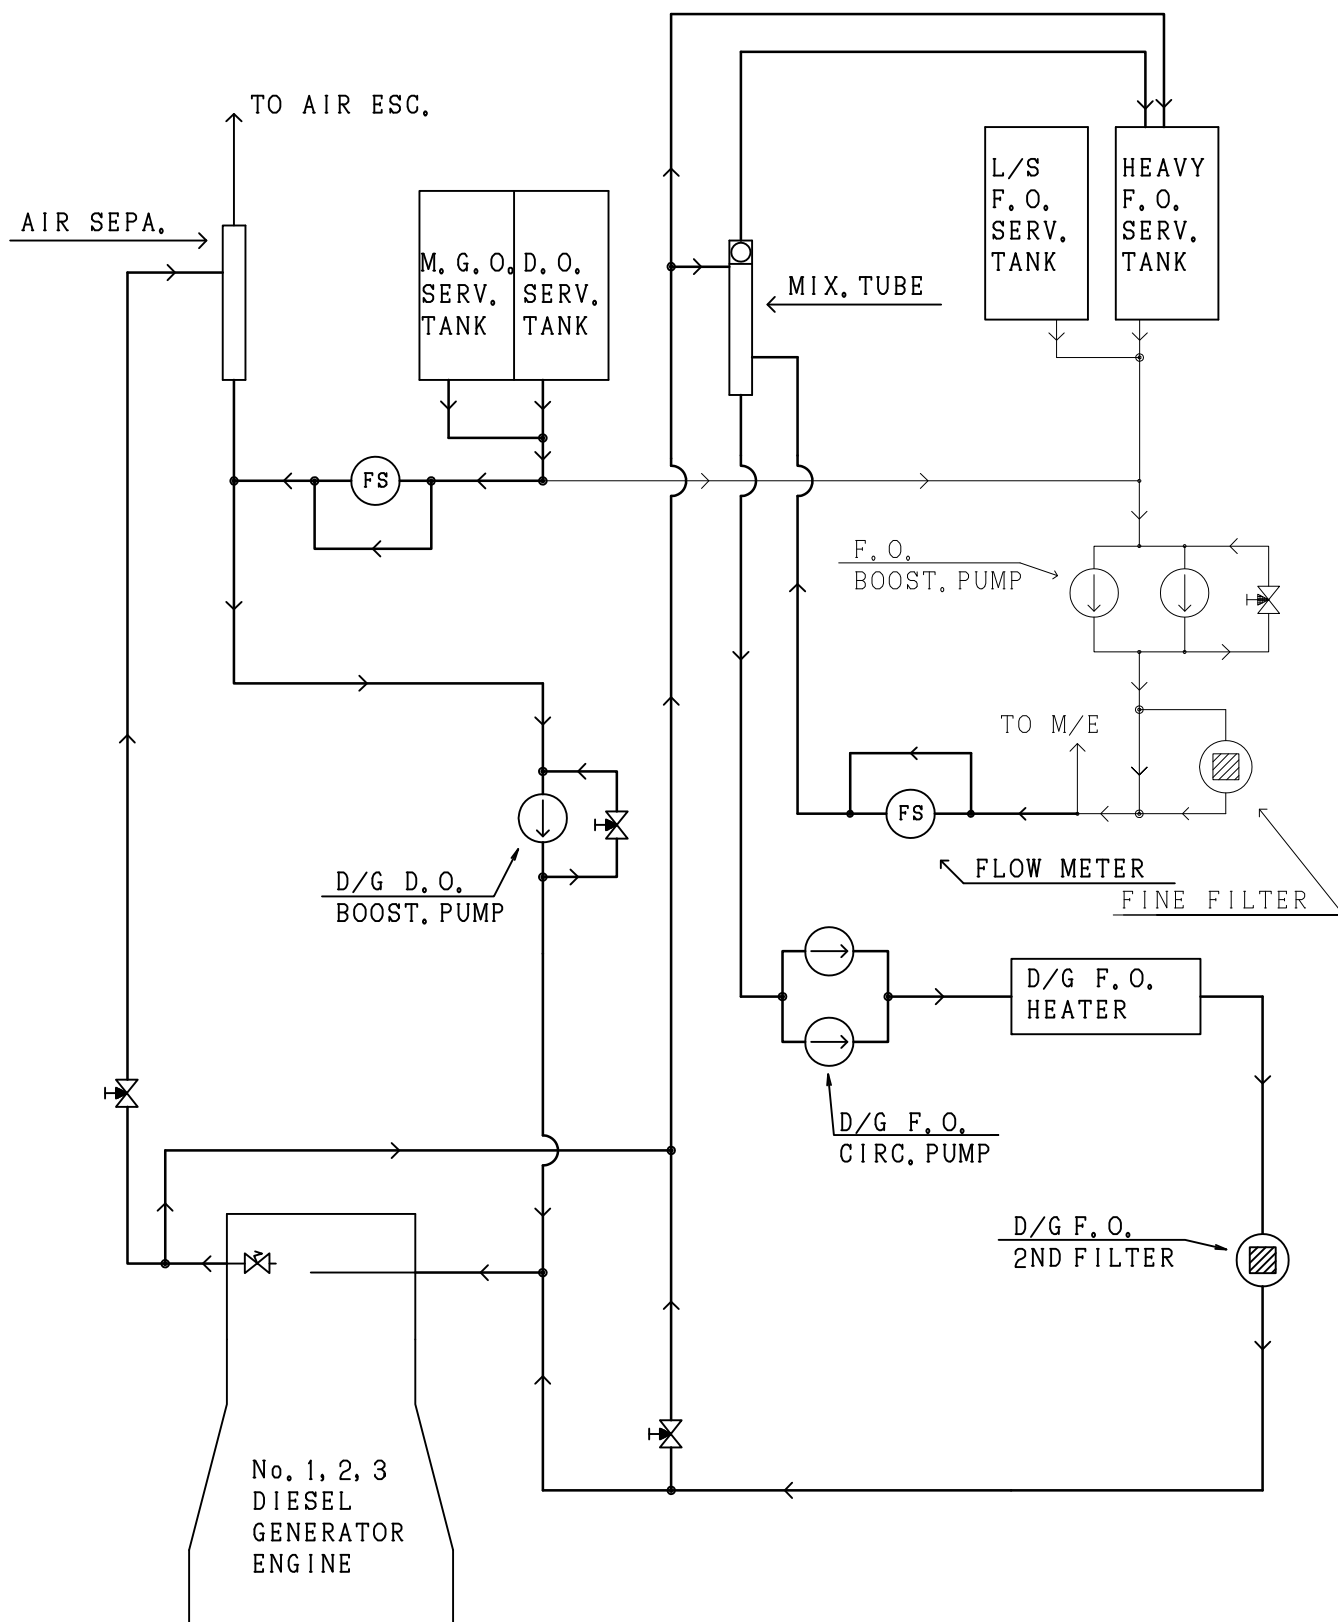 TO AIR ESC.
AIR SEPA.
M.G.O.
SERV.
TANK
D.O.
SERV.
TANK
L/S
F.O.
SERV.
TANK
HEAVY
F.O.
SERV.
TANK
MIX.TUBE
FS
F.O.
BOOST.PUMP
TO M/E
FS
FLOW METER
FINE FILTER
D/G D.O.
BOOST.PUMP
D/G F.O.
HEATER
D/G F.O.
CIRC.PUMP
D/G F.O.
2ND FILTER
No.1,2,3
DIESEL
GENERATOR
ENGINE